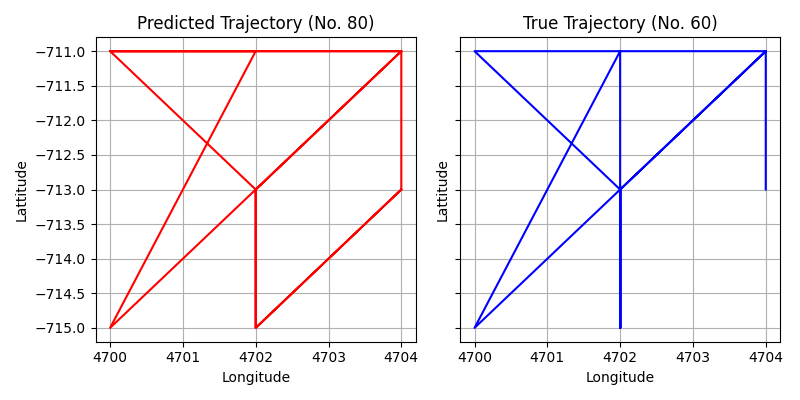 Predicted Trajectory (No. 80)
True Trajectory (No. 60)
Lattitude
−711.0
−711.5
−712.0
−712.5
−713.0
−713.5
−714.0
−714.5
−715.0
4700 4701 4702 4703 4704
Longitude
Lattitude
4700 4701 4702 4703 4704
Longitude